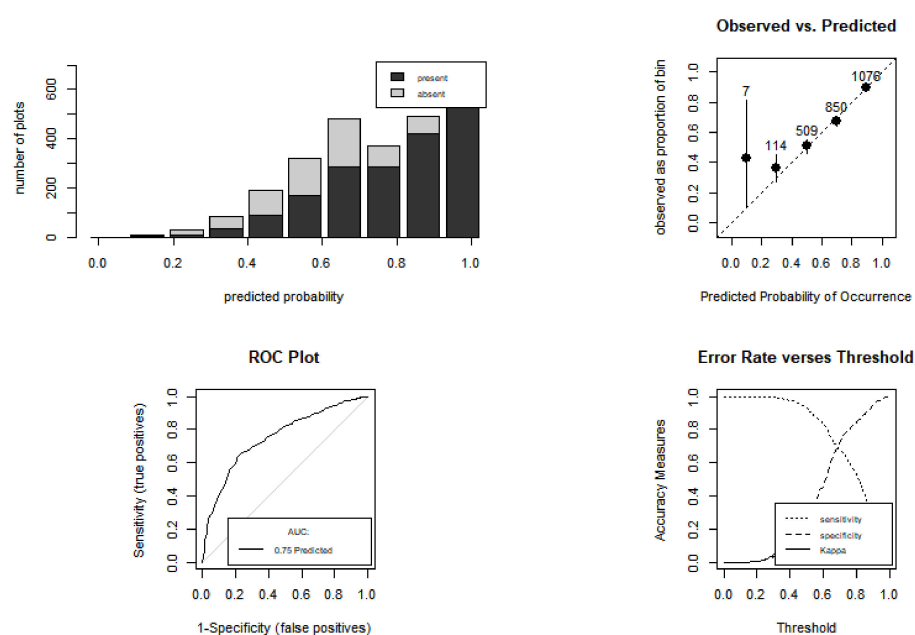 Observed vs. Predicted
number of plots
0
200
400
600
present
absent
0.0 0.2 0.4 0.6 0.8 1.0
predicted probability
observed as proportion of bin
0.0 0.2 0.4 0.6 0.8 1.0
7
114
509
850
1076
0.0 0.2 0.4 0.6 0.8 1.0
Predicted Probability of Occurrence
ROC Plot
Sensitivity (true positives)
0.0 0.2 0.4 0.6 0.8 1.0
AUC:
0.75 Predicted
0.0 0.2 0.4 0.6 0.8 1.0
1-Specificity (false positives)
Error Rate verses Threshold
Accuracy Measures
0.0 0.2 0.4 0.6 0.8 1.0
sensitivity
specificity
Kappa
0.0 0.2 0.4 0.6 0.8 1.0
Threshold